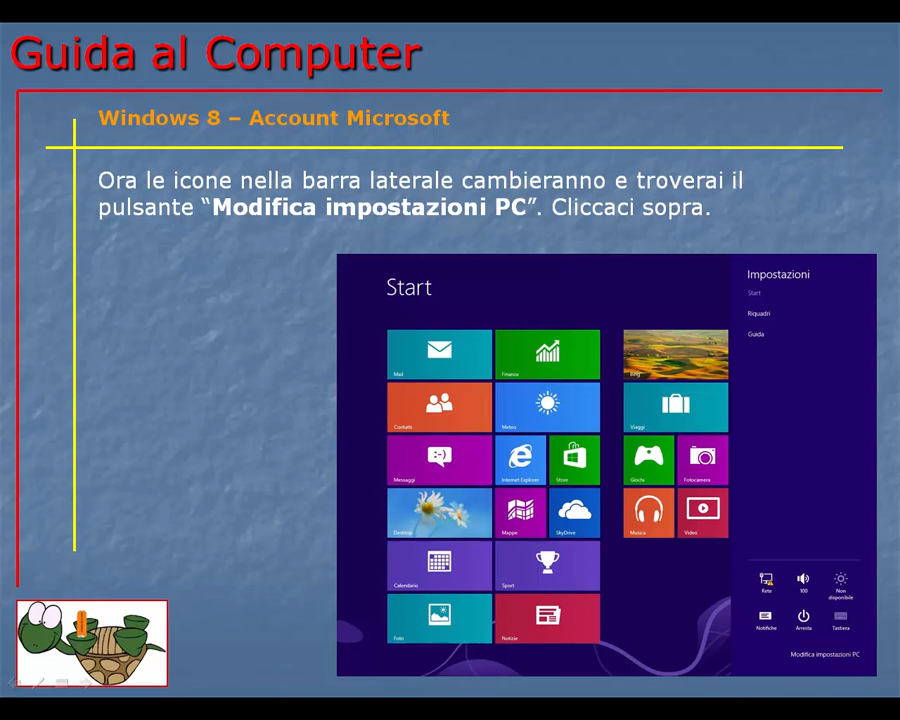 Guida al Computer
Windows 8 – Account Microsoft
Ora le icone nella barra laterale cambieranno e troverai il
pulsante “Modifica impostazioni PC”. Cliccaci sopra.
Start
Impostazioni
Start
Riquadri
Guida
Mail
Finanza
Bing
Contatti
Meteo
Viaggi
Messaggi
Internet Explorer
Store
Giochi
Fotocamera
Desktop
Mappe
SkyDrive
Musica
Video
Calendario
Sport
Foto
Notizie
Rete
100
Non
disponibile
Notifiche
Arresta
Tastiera
Modifica impostazioni PC